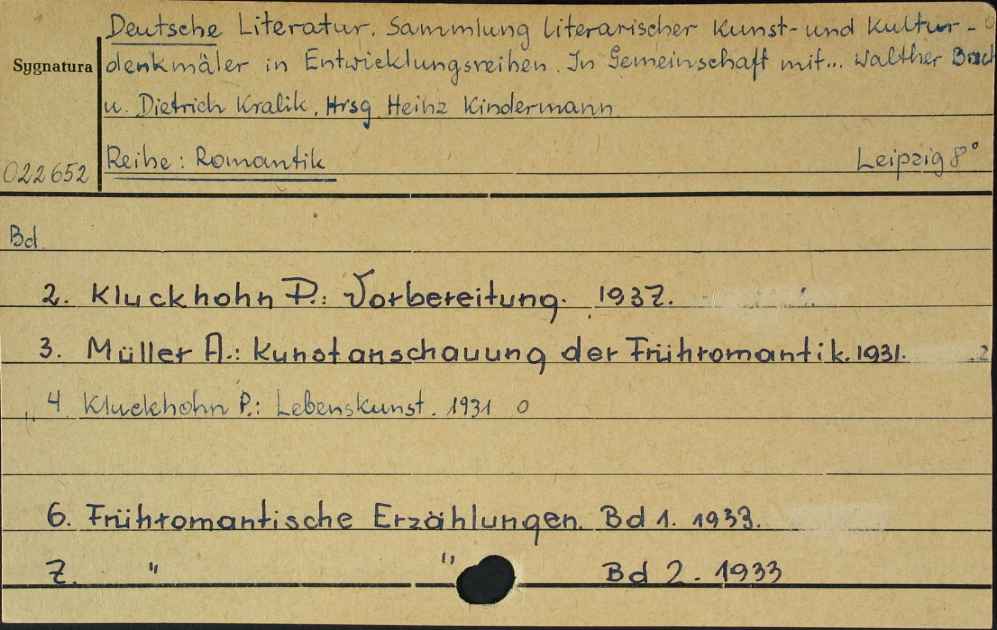 Deutsche Literatur. Sammlung literarischer Kunst- und Kultur-
Sygnatura
denkmäler in Entwicklungsreihen. In Gemeinschaft mit... Walther
u. Dietrich Kralik. Hrsg Heinz Kindermann
022652
Reihe: Romantik Leipzig 8°
Bd.
2. Kluckhohn P.: Vorbereitung. 1937.
3. Müller A.: Kunstanschauung der Frühromantik. 1931.
4 Kluckhohn P.: Lebenskunst. 1931 0
6. Frühromantische Erzählungen. Bd 1. 1933.
7. " " Bd 2. 1933